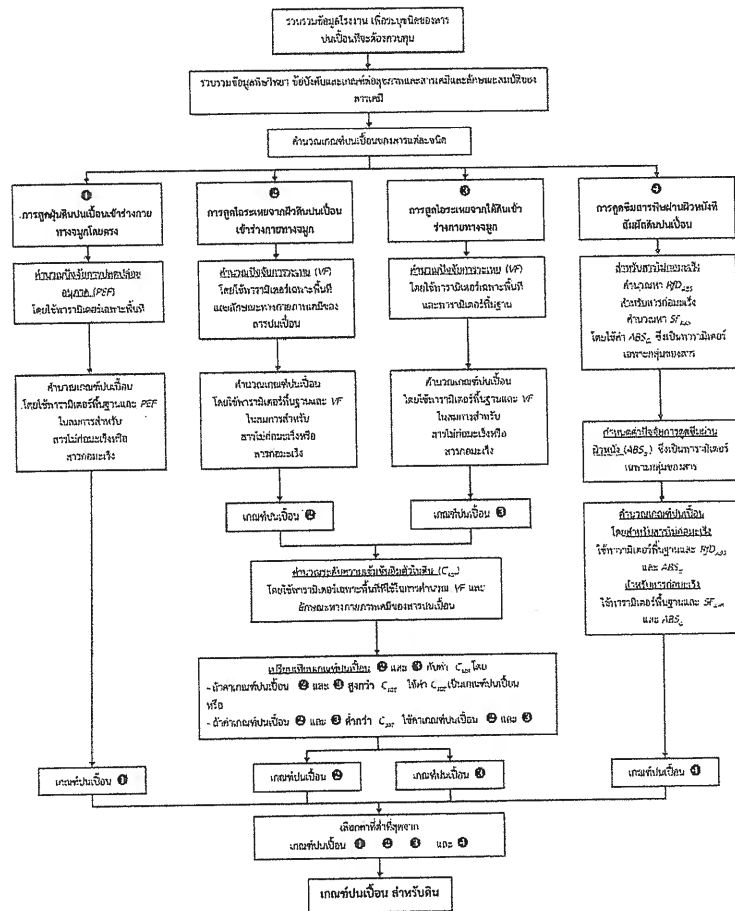 รวบรวมข้อมูลโรงงาน เพื่อระบุชนิดของสาร
ปนเปื้อนที่จะต้องควบคุม
รวบรวมข้อมูลพิษวิทยา ข้อบังคับและเกณฑ์ต่อสุขภาพและสารเคมีและลักษณะสมบัติของ
สารเคมี
คำนวณเกณฑ์ปนเปื้อนของสารแต่ละชนิด
❶
การสูดฝุ่นดินปนเปื้อนเข้าร่างกาย
ทางจมูกโดยตรง
คำนวณปัจจัยการปลดปล่อย
อนุภาค (PEF)
โดยใช้พารามิเตอร์เฉพาะพื้นที่
คำนวณเกณฑ์ปนเปื้อน
โดยใช้พารามิเตอร์พื้นฐานและ PEF
ในสมการสำหรับ
สารไม่ก่อมะเร็งหรือ
สารก่อมะเร็ง
❷
การสูดไอระเหยจากผิวดินปนเปื้อน
เข้าร่างกายทางจมูก
คำนวณปัจจัยการระเหย (VF)
โดยใช้พารามิเตอร์เฉพาะพื้นที่
และลักษณะทางกายภาพเคมีของ
สารปนเปื้อน
คำนวณเกณฑ์ปนเปื้อน
โดยใช้พารามิเตอร์พื้นฐานและ VF
ในสมการสำหรับ
สารไม่ก่อมะเร็งหรือ
สารก่อมะเร็ง
เกณฑ์ปนเปื้อน ❷
❸
การสูดไอระเหยจากใต้ดินเข้า
ร่างกายทางจมูก
คำนวณปัจจัยการระเหย (VF)
โดยใช้พารามิเตอร์เฉพาะพื้นที่
และพารามิเตอร์พื้นฐาน
คำนวณเกณฑ์ปนเปื้อน
โดยใช้พารามิเตอร์พื้นฐานและ VF
ในสมการสำหรับ
สารไม่ก่อมะเร็งหรือ
สารก่อมะเร็ง
เกณฑ์ปนเปื้อน ❸
❹
การดูดซึมสารพิษผ่านผิวหนังที่
สัมผัสดินปนเปื้อน
สำหรับสารไม่ก่อมะเร็ง
คำนวณหา RfD
สำหรับสารก่อมะเร็ง
คำนวณหา SF
โดยใช้ค่า ABS ซึ่งเป็นพารามิเตอร์
เฉพาะกลุ่มของสาร
กำหนดค่าปัจจัยการดูดซึมผ่าน
ผิวหนัง (ABS) ซึ่งเป็นพารามิเตอร์
เฉพาะกลุ่มของสาร
คำนวณเกณฑ์ปนเปื้อน
โดยสำหรับสารไม่ก่อมะเร็ง
ใช้พารามิเตอร์พื้นฐานและ RfD
และ ABS
สำหรับสารก่อมะเร็ง
ใช้พารามิเตอร์พื้นฐานและ SF
และ ABS
คำนวณระดับความเข้มข้นอิ่มตัวในดิน (Csat)
โดยใช้พารามิเตอร์เฉพาะพื้นที่ที่ใช้ในการคำนวณ VF และ
ลักษณะทางกายภาพเคมีของสารปนเปื้อน
เปรียบเทียบเกณฑ์ปนเปื้อน ❷ และ ❸ กับค่า Csat โดย
- ถ้าค่าเกณฑ์ปนเปื้อน ❷ และ ❸ สูงกว่า Csat ใช้ค่า Csat เป็นเกณฑ์ปนเปื้อน
หรือ
- ถ้าค่าเกณฑ์ปนเปื้อน ❷ และ ❸ ต่ำกว่า Csat ใช้ค่าเกณฑ์ปนเปื้อน ❷ และ ❸
เกณฑ์ปนเปื้อน ❶
เกณฑ์ปนเปื้อน ❷
เกณฑ์ปนเปื้อน ❸
เกณฑ์ปนเปื้อน ❹
เลือกค่าที่ต่ำที่สุดจาก
เกณฑ์ปนเปื้อน ❶ ❷ ❸ และ ❹
เกณฑ์ปนเปื้อน สำหรับดิน